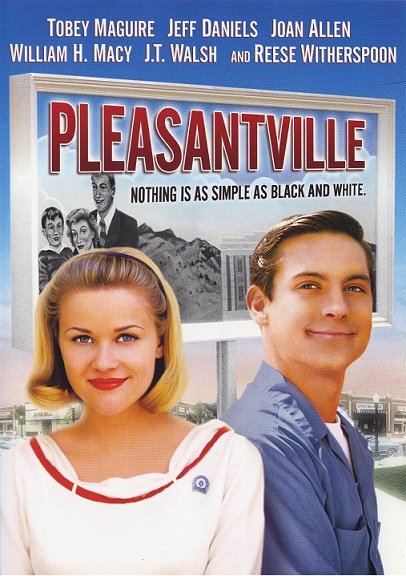 TOBEY MAGUIRE JEFF DANIELS JOAN ALLEN
WILLIAM H. MACY J.T. WALSH AND REESE WITHERSPOON
PLEASANTVILLE
NOTHING IS AS SIMPLE AS BLACK AND WHITE.